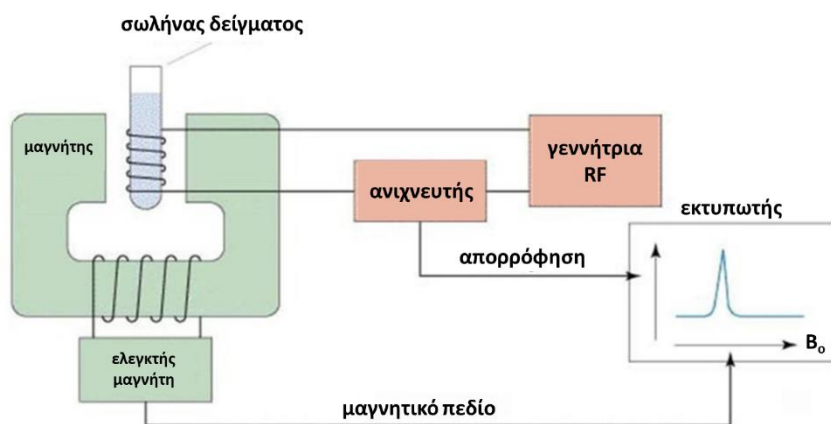 σωλήνας δείγματος
μαγνήτης
γεννήτρια
RF
ανιχνευτής
εκτυπωτής
απορρόφηση
Bₒ
ελεγκτής
μαγνήτη
μαγνητικό πεδίο